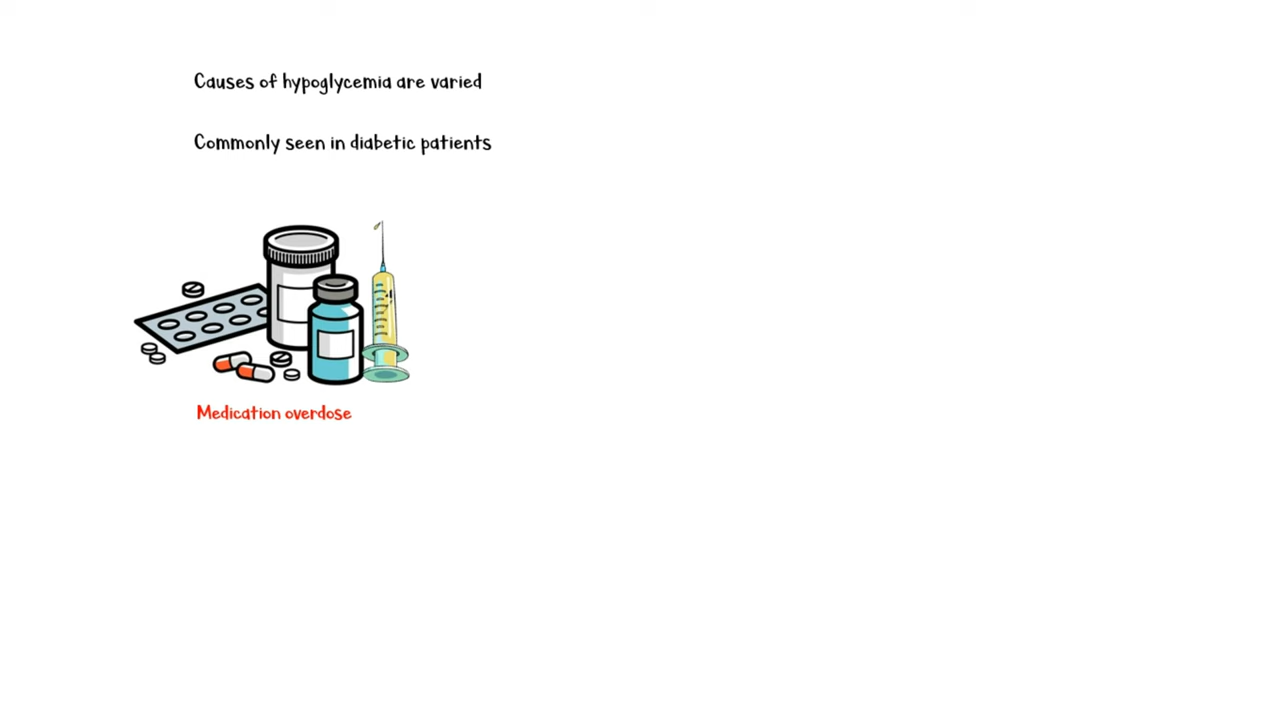 Causes of hypoglycemia are varied
Commonly seen in diabetic patients
Medication overdose